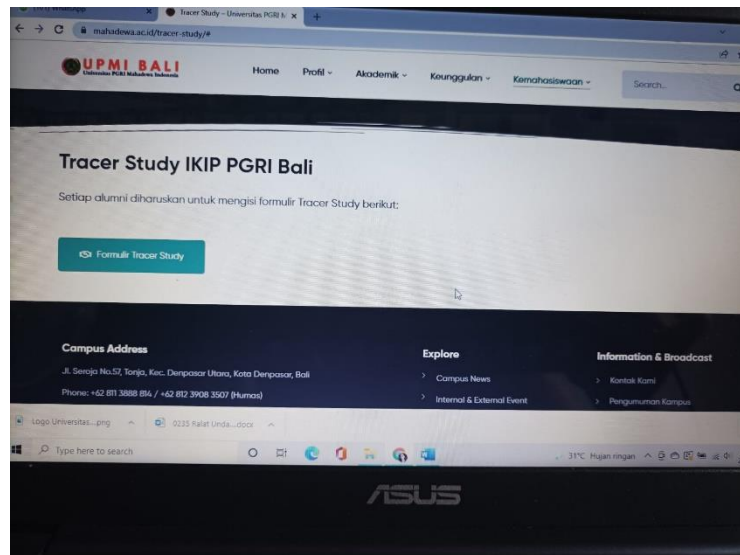 Tracer Study – Universitas PGRI
mahadewa.ac.id/tracer-study/#
UPMI BALI
Universitas PGRI Mahadewa Indonesia
Home Profil Akademik Keunggulan Kemahasiswaan Search...
Tracer Study IKIP PGRI Bali
Setiap alumni diharuskan untuk mengisi formulir Tracer Study berikut:
Formulir Tracer Study
Campus Address
Jl. Seroja No.57, Tonja, Kec. Denpasar Utara, Kota Denpasar, Bali
Phone: +62 811 3888 814 / +62 812 3908 3507 (Humas)
Explore
Campus News
Internal & External Event
Information & Broadcast
Kontak Kami
Pengumuman Kampus
Logo Universitas....png 0235 Ralat Unda....docx
Type here to search
31°C Hujan ringan
ASUS